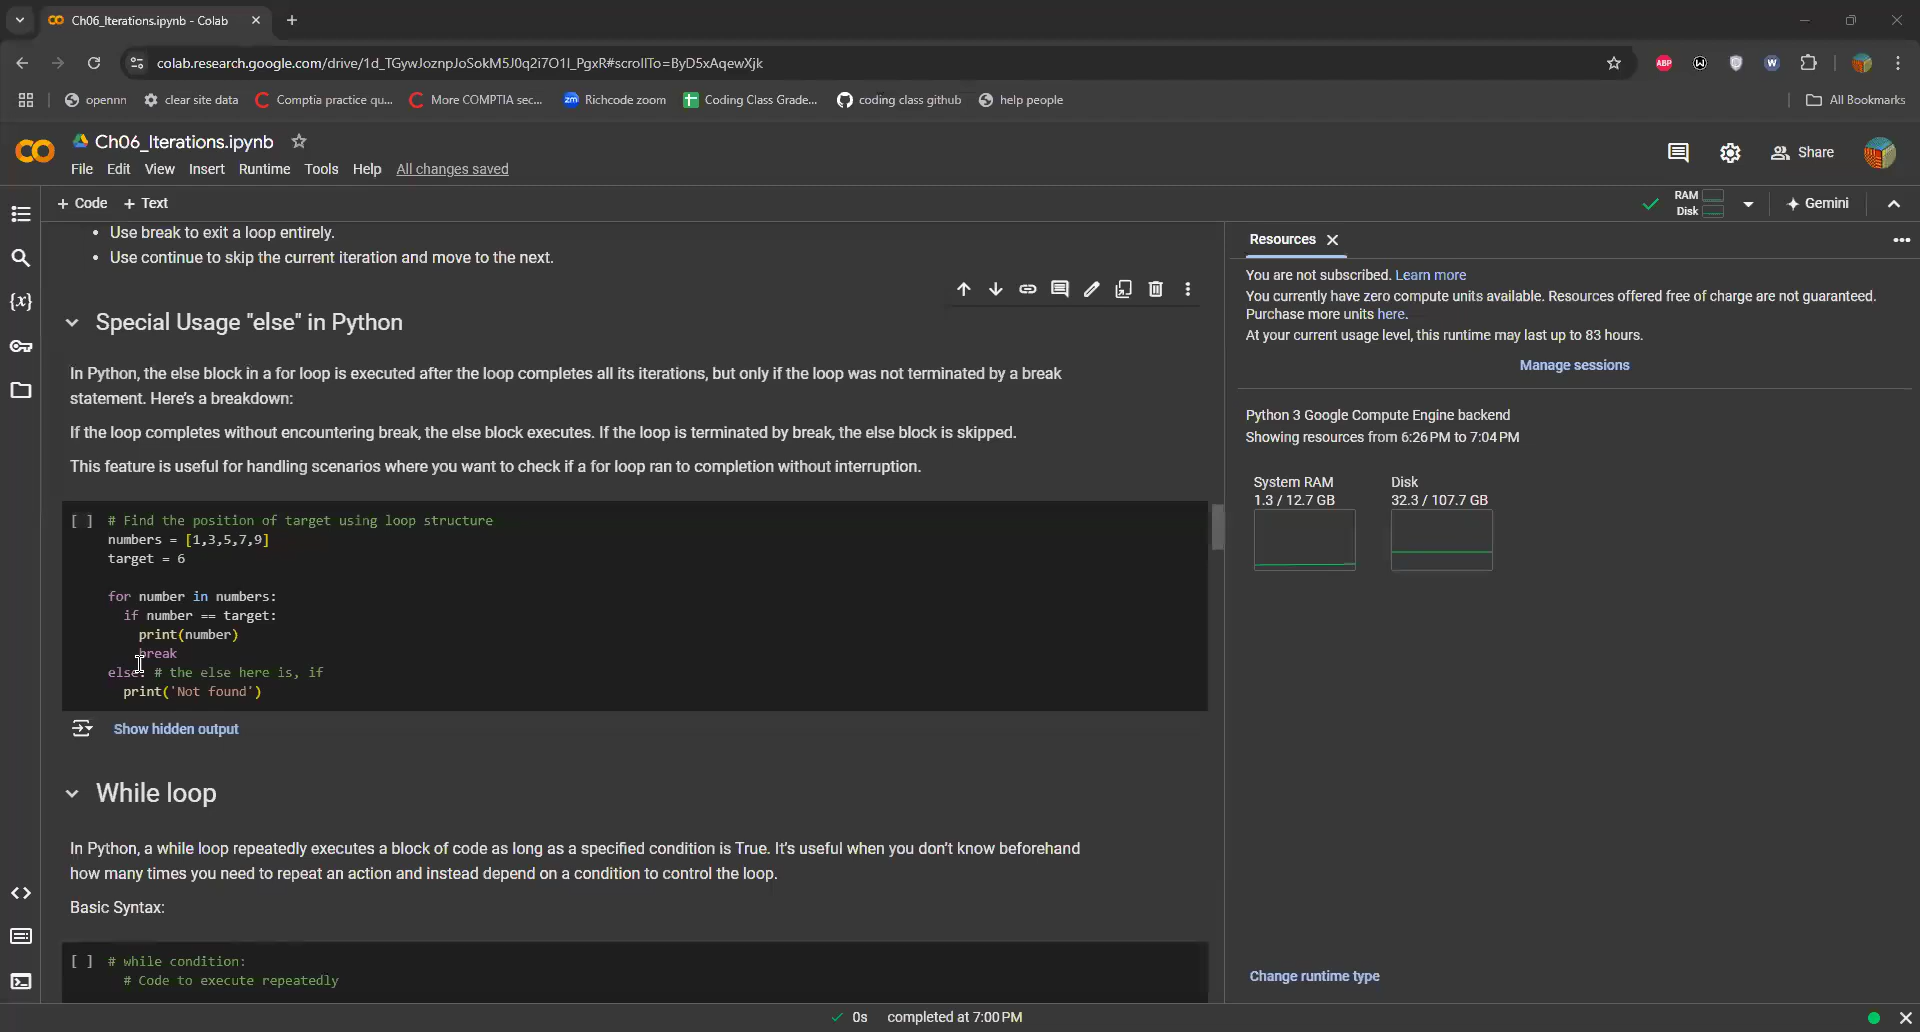 Ch06_Iterations.ipynb - Colab
colab.research.google.com/drive/1d_TGywJoznpJoSokM5J0q2i7O1I_PgxR#scrollTo=ByD5xAqewXjk
ABP
W
opennn
clear site data
Comptia practice qu...
More COMPTIA sec...
zm
Richcode zoom
Coding Class Grade...
coding class github
help people
All Bookmarks
Ch06_Iterations.ipynb
Share
File Edit View Insert Runtime Tools Help All changes saved
+ Code + Text
RAM
Disk
Gemini
Use break to exit a loop entirely.
Use continue to skip the current iteration and move to the next.
Special Usage "else" in Python
In Python, the else block in a for loop is executed after the loop completes all its iterations, but only if the loop was not terminated by a break
statement. Here's a breakdown:
If the loop completes without encountering break, the else block executes. If the loop is terminated by break, the else block is skipped.
This feature is useful for handling scenarios where you want to check if a for loop ran to completion without interruption.
[ ] # Find the position of target using loop structure
numbers = [1,3,5,7,9]
target = 6
for number in numbers:
if number == target:
print(number)
break
else: # the else here is, if
print('Not found')
Show hidden output
While loop
In Python, a while loop repeatedly executes a block of code as long as a specified condition is True. It's useful when you don't know beforehand
how many times you need to repeat an action and instead depend on a condition to control the loop.
Basic Syntax:
[ ] # while condition:
# Code to execute repeatedly
Resources
You are not subscribed. Learn more
You currently have zero compute units available. Resources offered free of charge are not guaranteed.
Purchase more units here.
At your current usage level, this runtime may last up to 83 hours.
Manage sessions
Python 3 Google Compute Engine backend
Showing resources from 6:26 PM to 7:04 PM
System RAM
1.3 / 12.7 GB
Disk
32.3 / 107.7 GB
Change runtime type
0s completed at 7:00 PM